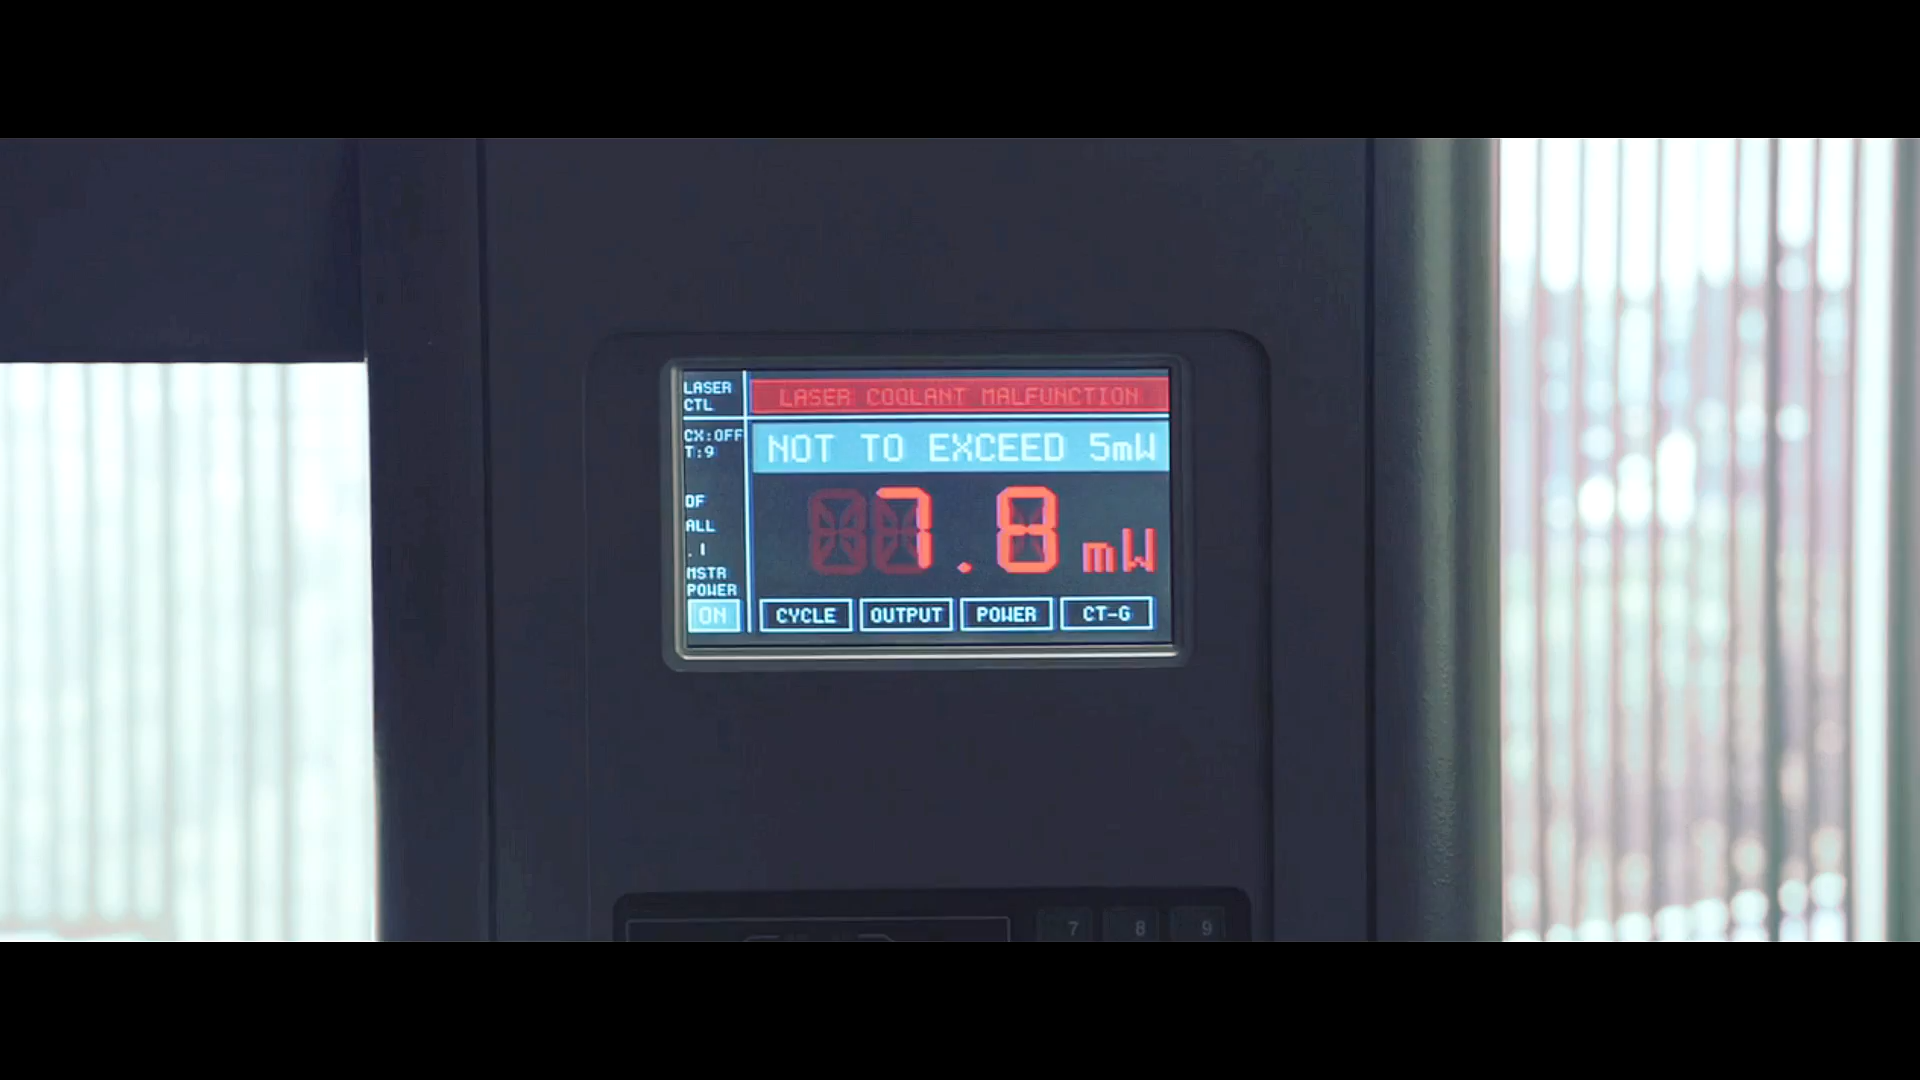 LASER
CTL
LASER COOLANT MALFUNCTION
CX:OFF
T:9
NOT TO EXCEED 5mW
DF
ALL
.1
7.8 mW
MSTR
POWER
ON
CYCLE
OUTPUT
POWER
CT-G
7
8
9